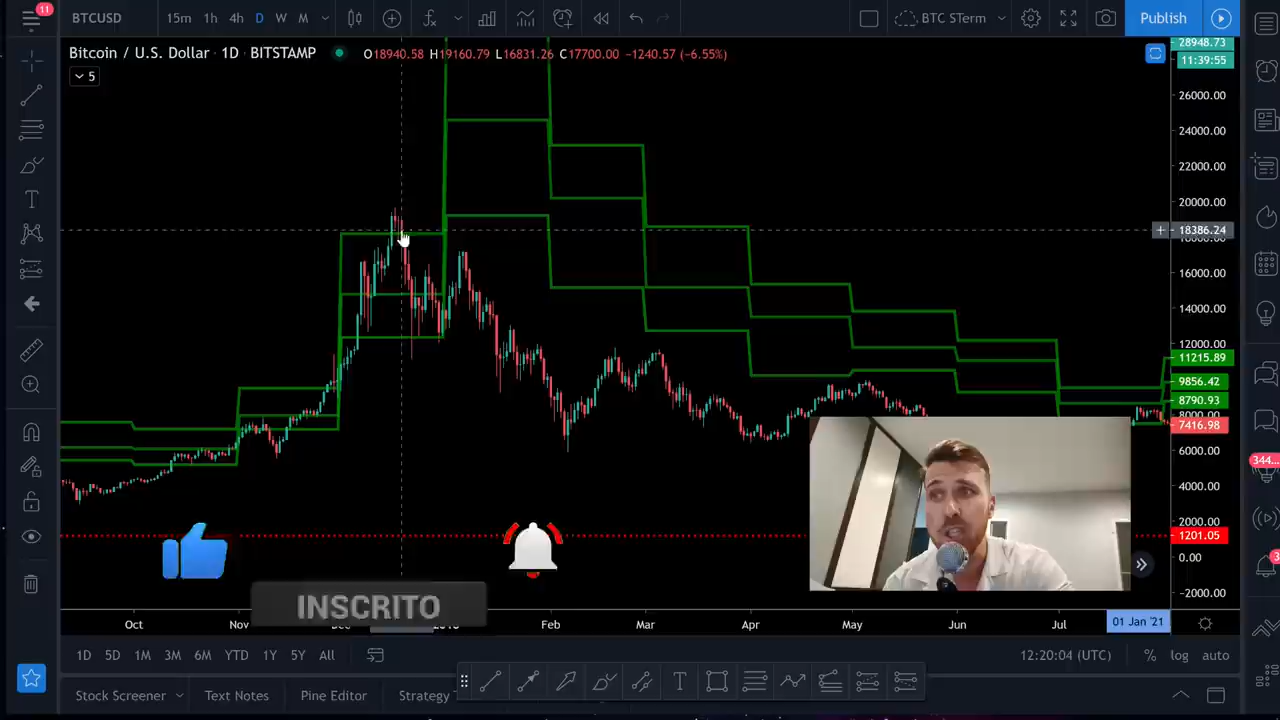 11
BTCUSD
15m 1h 4h D W M
BTC STerm
Publish
Bitcoin / U.S. Dollar · 1D · BITSTAMP
O18940.58 H19160.79 L16831.26 C17700.00 −1240.57 (−6.55%)
5
28948.73
11:39:55
26000.00
24000.00
22000.00
20000.00
18386.24
16000.00
14000.00
12000.00
11215.89
9856.42
8790.93
8000.00
7416.98
6000.00
4000.00
2000.00
1201.05
0.00
−2000.00
344...
3
INSCRITO
Oct Nov Dec Feb Mar Apr May Jun Jul 01 Jan '21
1D 5D 1M 3M 6M YTD 1Y 5Y All
12:20:04 (UTC) % log auto
Stock Screener Text Notes Pine Editor Strategy